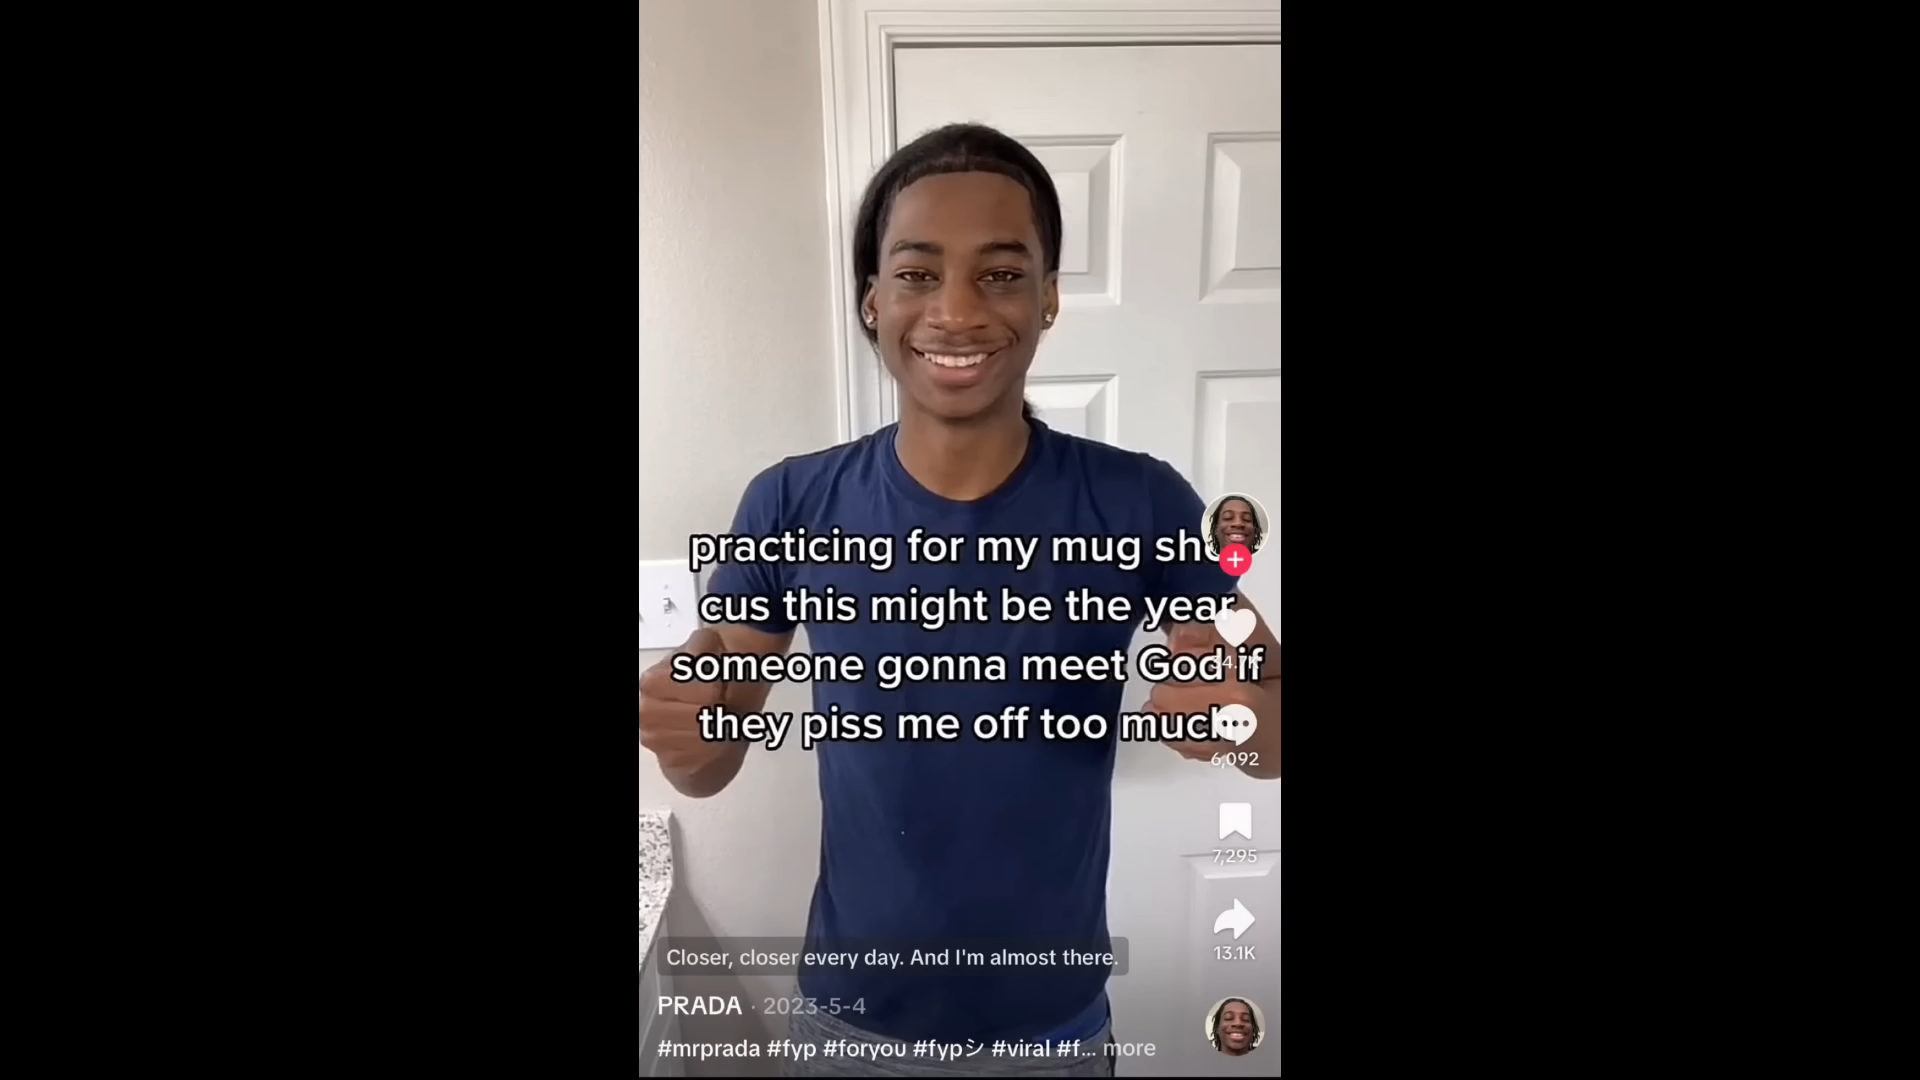 practicing for my mug sh
cus this might be the year
someone gonna meet God if
they piss me off too much
6,092
7,295
13.1K
Closer, closer every day. And I'm almost there.
PRADA · 2023-5-4
#mrprada #fyp #foryou #fypシ #viral #f... more